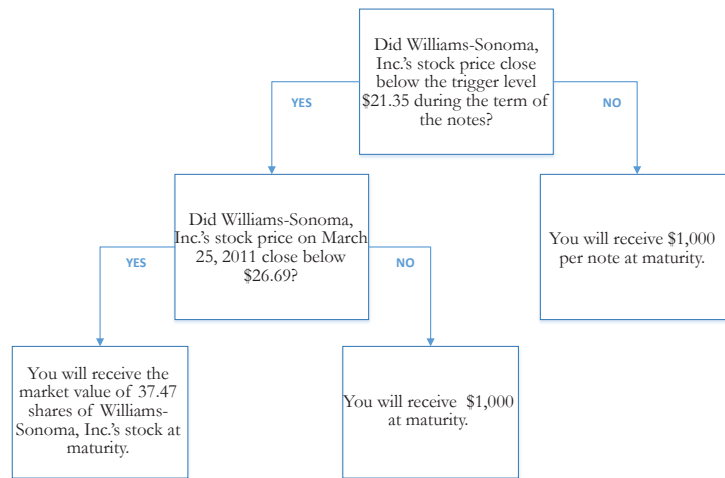 Did Williams-Sonoma,
Inc.'s stock price close
below the trigger level
$21.35 during the term of
the notes?
YES
NO
Did Williams-Sonoma,
Inc.'s stock price on March
25, 2011 close below
$26.69?
You will receive $1,000
per note at maturity.
YES
NO
You will receive the
market value of 37.47
shares of Williams-
Sonoma, Inc.'s stock at
maturity.
You will receive $1,000
at maturity.